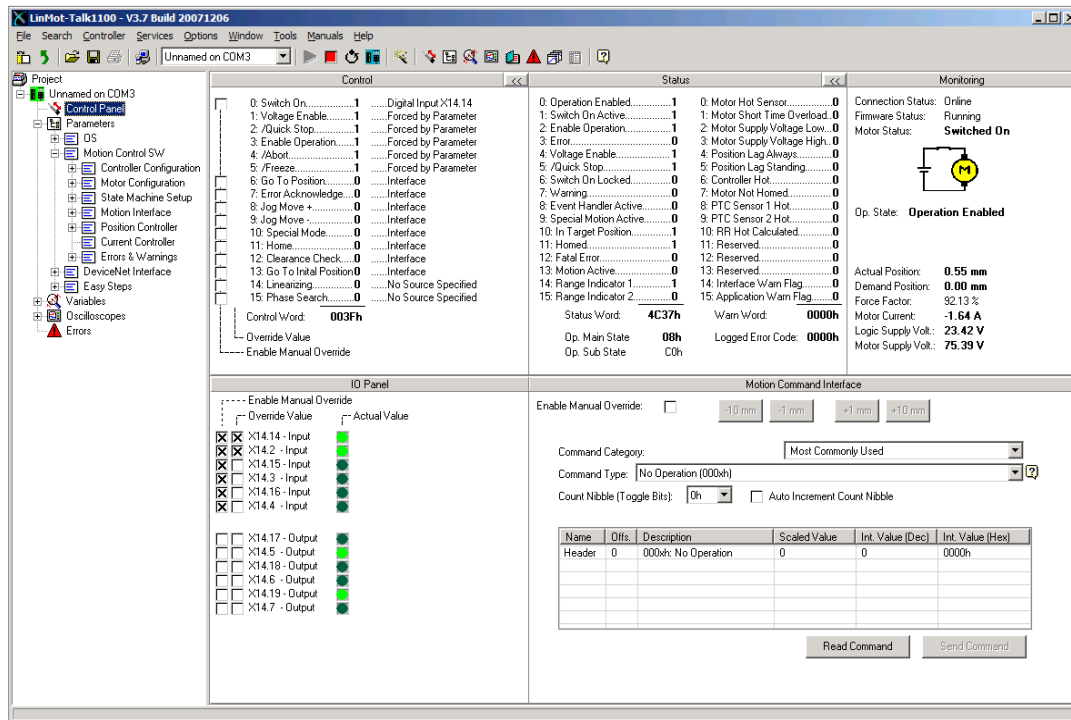 LinMot-Talk1100 - V3.7 Build 20071206
File Search Controller Services Options Window Tools Manuals Help
Unnamed on COM3
Project
Unnamed on COM3
Control Panel
Parameters
OS
Motion Control SW
Controller Configuration
Motor Configuration
State Machine Setup
Motion Interface
Position Controller
Current Controller
Errors & Warnings
DeviceNet Interface
Easy Steps
Variables
Oscilloscopes
Errors
Control <<
0: Switch On.................1 .....Digital Input X14.14
1: Voltage Enable..........1 .....Forced by Parameter
2: /Quick Stop...............1 .....Forced by Parameter
3: Enable Operation.......1 .....Forced by Parameter
4: /Abort.......................1 .....Forced by Parameter
5: /Freeze.....................1 .....Forced by Parameter
6: Go To Position..........0 .....Interface
7: Error Acknowledge....0 .....Interface
8: Jog Move +..............0 .....Interface
9: Jog Move -...............0 .....Interface
10: Special Mode..........0 .....Interface
11: Home.....................0 .....Interface
12: Clearance Check.....0 .....Interface
13: Go To Inital Position 0 .....Interface
14: Linearizing..............0 .....No Source Specified
15: Phase Search.........0 .....No Source Specified
Control Word: 003Fh
Override Value
Enable Manual Override
Status <<
0: Operation Enabled..............1
1: Switch On Active................1
2: Enable Operation................1
3: Error..................................0
4: Voltage Enable...................1
5: /Quick Stop........................1
6: Switch On Locked..............0
7: Warning.............................0
8: Event Handler Active..........0
9: Special Motion Active.........0
10: In Target Position..............1
11: Homed.............................1
12: Fatal Error........................0
13: Motion Active....................0
14: Range Indicator 1.............1
15: Range Indicator 2.............0
Status Word: 4C37h
Op. Main State 08h
Op. Sub State C0h
0: Motor Hot Sensor................0
1: Motor Short Time Overload..0
2: Motor Supply Voltage Low...0
3: Motor Supply Voltage High..0
4: Position Lag Always............0
5: Position Lag Standing..........0
6: Controller Hot.....................0
7: Motor Not Homed...............0
8: PTC Sensor 1 Hot...............0
9: PTC Sensor 2 Hot...............0
10: RR Hot Calculated............0
11: Reserved.........................0
12: Reserved.........................0
13: Reserved.........................0
14: Interface Warn Flag..........0
15: Application Warn Flag.......0
Warn Word: 0000h
Logged Error Code: 0000h
Monitoring
Connection Status: Online
Firmware Status: Running
Motor Status: Switched On
M
Op. State: Operation Enabled
Actual Position: 0.55 mm
Demand Position: 0.00 mm
Force Factor: 92.13 %
Motor Current: -1.64 A
Logic Supply Volt.: 23.42 V
Motor Supply Volt.: 75.39 V
IO Panel
Enable Manual Override
Override Value Actual Value
X14.14 - Input
X14.2 - Input
X14.15 - Input
X14.3 - Input
X14.16 - Input
X14.4 - Input
X14.17 - Output
X14.5 - Output
X14.18 - Output
X14.6 - Output
X14.19 - Output
X14.7 - Output
Motion Command Interface
Enable Manual Override: -10 mm -1 mm +1 mm +10 mm
Command Category: Most Commonly Used
Command Type: No Operation (000xh)
Count Nibble (Toggle Bits): 0h Auto Increment Count Nibble
Name Offs. Description Scaled Value Int. Value (Dec) Int. Value (Hex)
Header 0 000xh: No Operation 0 0 0000h
Read Command Send Command